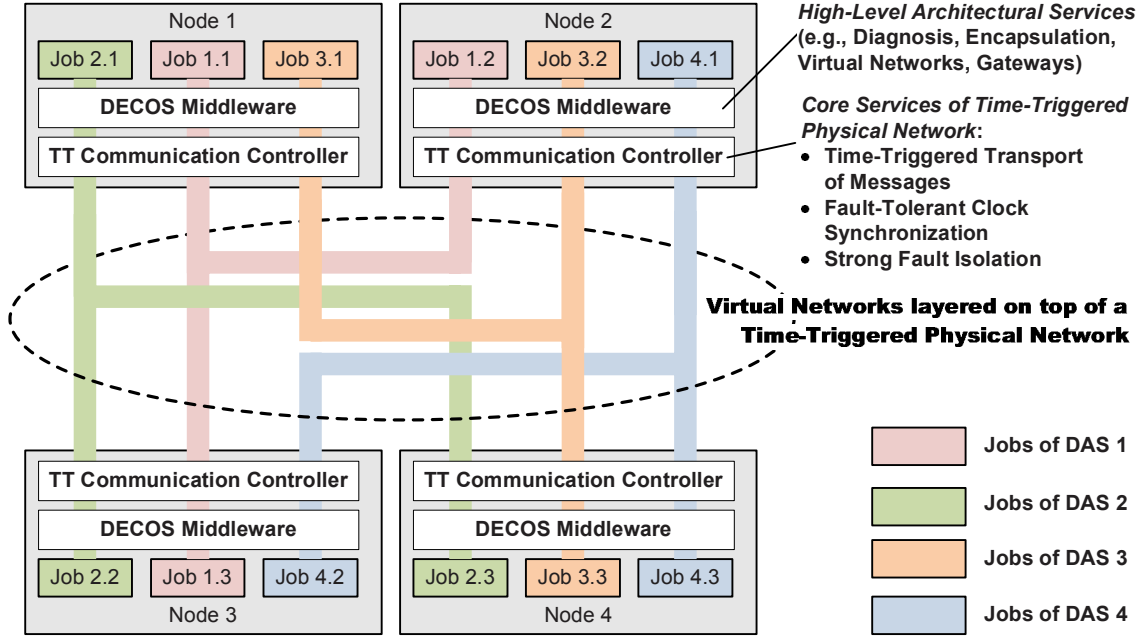 Node 1
Job 2.1 Job 1.1 Job 3.1
DECOS Middleware
TT Communication Controller
Node 2
Job 1.2 Job 3.2 Job 4.1
DECOS Middleware
TT Communication Controller
High-Level Architectural Services
(e.g., Diagnosis, Encapsulation,
Virtual Networks, Gateways)
Core Services of Time-Triggered
Physical Network:
• Time-Triggered Transport
of Messages
• Fault-Tolerant Clock
Synchronization
• Strong Fault Isolation
Virtual Networks layered on top of a
Time-Triggered Physical Network
TT Communication Controller
DECOS Middleware
Job 2.2 Job 1.3 Job 4.2
Node 3
TT Communication Controller
DECOS Middleware
Job 2.3 Job 3.3 Job 4.3
Node 4
Jobs of DAS 1
Jobs of DAS 2
Jobs of DAS 3
Jobs of DAS 4